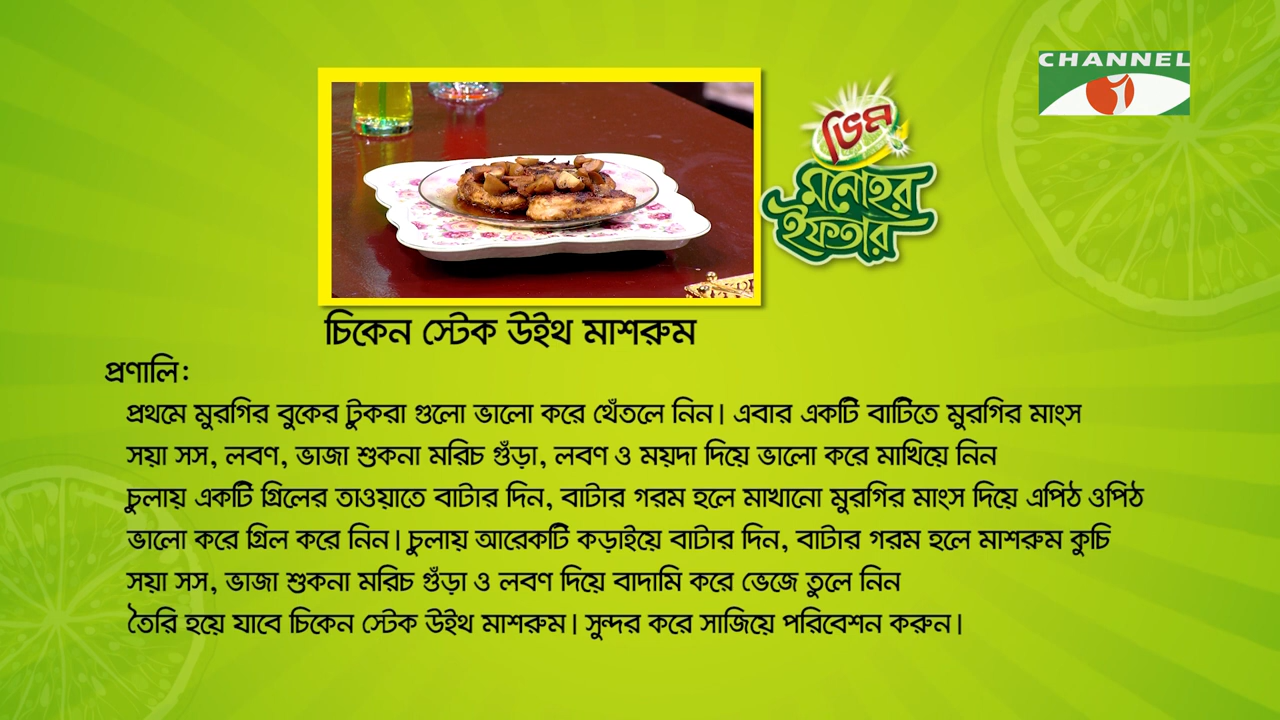 CHANNEL
i
ভিম
মনোহর
ইফতার
চিকেন স্টেক উইথ মাশরুম
প্রণালি:
প্রথমে মুরগির বুকের টুকরা গুলো ভালো করে থেঁতলে নিন। এবার একটি বাটিতে মুরগির মাংস
সয়া সস, লবণ, ভাজা শুকনা মরিচ গুঁড়া, লবণ ও ময়দা দিয়ে ভালো করে মাখিয়ে নিন
চুলায় একটি গ্রিলের তাওয়াতে বাটার দিন, বাটার গরম হলে মাখানো মুরগির মাংস দিয়ে এপিঠ ওপিঠ
ভালো করে গ্রিল করে নিন। চুলায় আরেকটি কড়াইয়ে বাটার দিন, বাটার গরম হলে মাশরুম কুচি
সয়া সস, ভাজা শুকনা মরিচ গুঁড়া ও লবণ দিয়ে বাদামি করে ভেজে তুলে নিন
তৈরি হয়ে যাবে চিকেন স্টেক উইথ মাশরুম। সুন্দর করে সাজিয়ে পরিবেশন করুন।